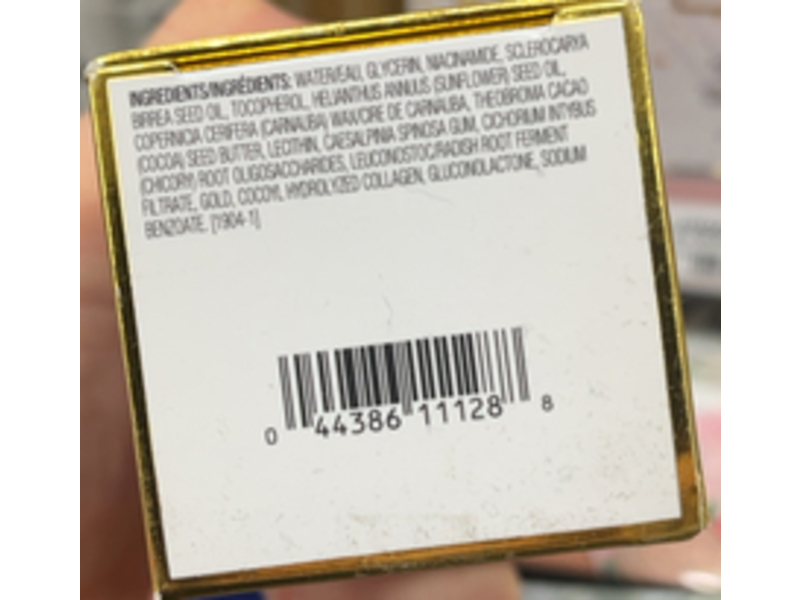 INGREDIENTS/INGRÉDIENTS: WATER/EAU, GLYCERIN, NIACINAMIDE, SCLEROCARYA
BIRREA SEED OIL, TOCOPHEROL, HELIANTHUS ANNUUS (SUNFLOWER) SEED OIL,
COPERNICIA CERIFERA (CARNAUBA) WAX/CIRE DE CARNAUBA, THEOBROMA CACAO
(COCOA) SEED BUTTER, LECITHIN, CAESALPINIA SPINOSA GUM, CICHORIUM INTYBUS
(CHICORY) ROOT OLIGOSACCHARIDES, LEUCONOSTOC/RADISH ROOT FERMENT
FILTRATE, GOLD, COCOYL HYDROLYZED COLLAGEN, GLUCONOLACTONE, SODIUM
BENZOATE. [1904-1]
0 44386 11128 8